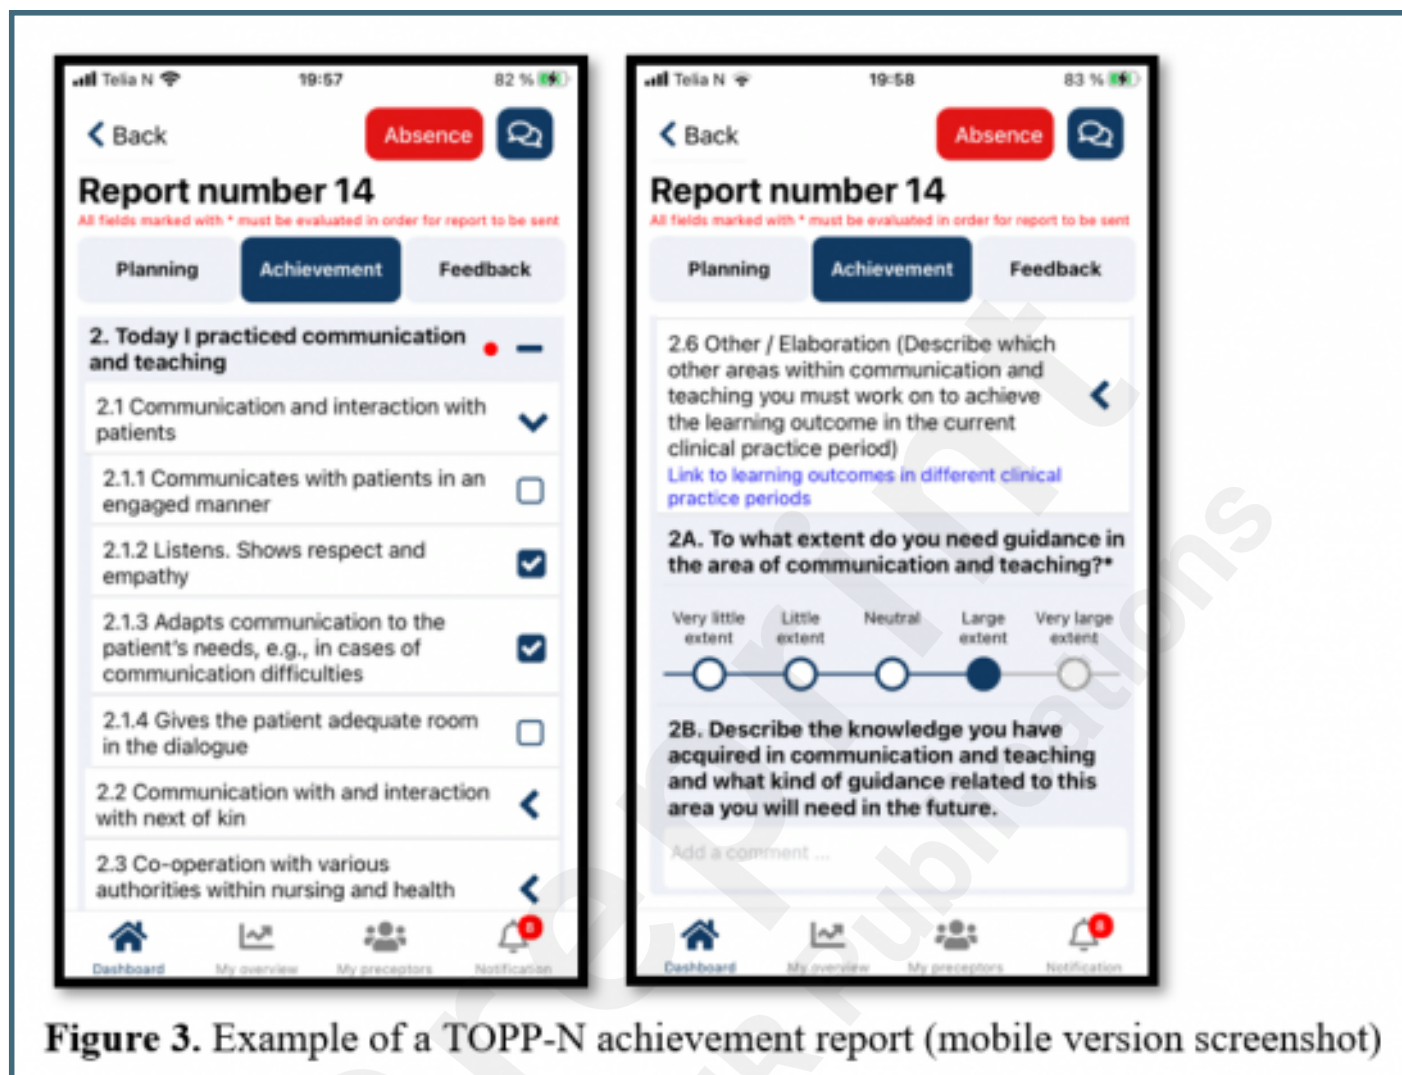 Telia N 19:57 82 %
Back Absence
Report number 14
All fields marked with * must be evaluated in order for report to be sent
Planning Achievement Feedback
2. Today I practiced communication
and teaching
2.1 Communication and interaction with
patients
2.1.1 Communicates with patients in an
engaged manner
2.1.2 Listens. Shows respect and
empathy
2.1.3 Adapts communication to the
patient's needs, e.g., in cases of
communication difficulties
2.1.4 Gives the patient adequate room
in the dialogue
2.2 Communication with and interaction
with next of kin
2.3 Co-operation with various
authorities within nursing and health
8
Dashboard My overview My preceptors Notification
Telia N 19:58 83 %
Back Absence
Report number 14
All fields marked with * must be evaluated in order for report to be sent
Planning Achievement Feedback
2.6 Other / Elaboration (Describe which
other areas within communication and
teaching you must work on to achieve
the learning outcome in the current
clinical practice period)
Link to learning outcomes in different clinical
practice periods
2A. To what extent do you need guidance in
the area of communication and teaching?*
Very little extent Little extent Neutral Large extent Very large extent
2B. Describe the knowledge you have
acquired in communication and teaching
and what kind of guidance related to this
area you will need in the future.
Add a comment ...
8
Dashboard My overview My preceptors Notification
Figure 3. Example of a TOPP-N achievement report (mobile version screenshot)